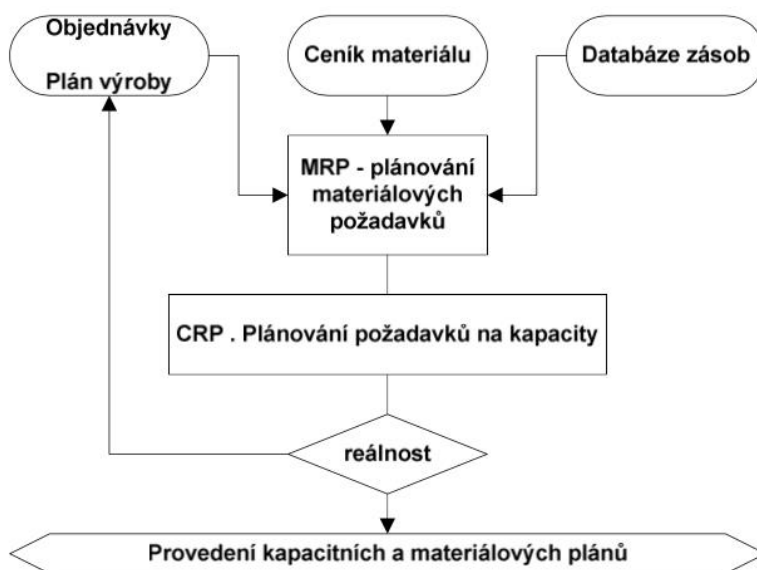 Objednávky
Plán výroby
Ceník materiálu
Databáze zásob
MRP - plánování
materiálových
požadavků
CRP . Plánování požadavků na kapacity
reálnost
Provedení kapacitních a materiálových plánů